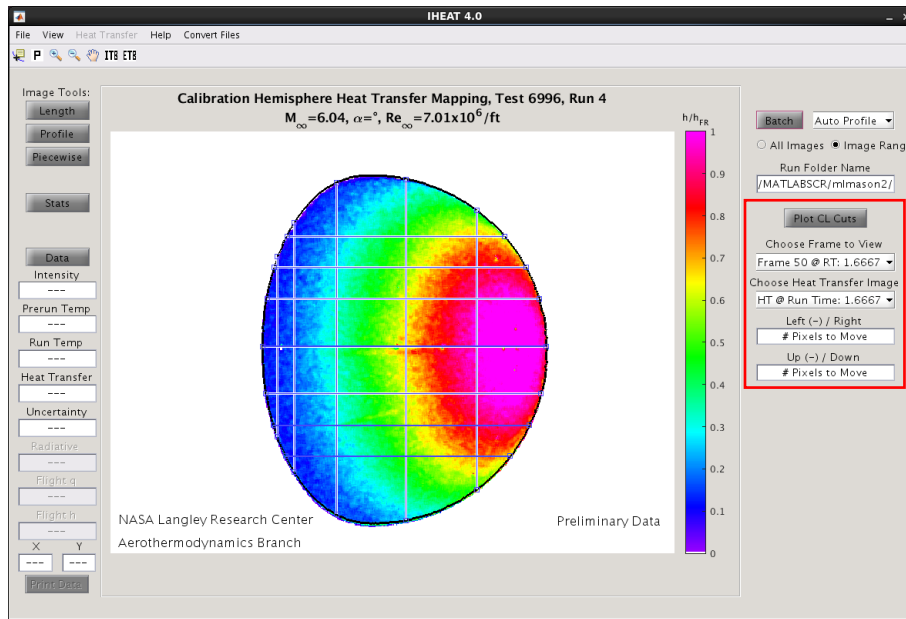 IHEAT 4.0
File View Heat Transfer Help Convert Files
P ITB ETB
Image Tools:
Length
Profile
Piecewise
Stats
Data
Intensity
---
Prerun Temp
---
Run Temp
---
Heat Transfer
---
Uncertainty
---
Radiative
---
Flight q
---
Flight h
---
X Y
--- ---
Print Data
Calibration Hemisphere Heat Transfer Mapping, Test 6996, Run 4
M∞=6.04, α=°, Re∞=7.01x10⁶/ft
h/hFR
1
0.9
0.8
0.7
0.6
0.5
0.4
0.3
0.2
0.1
0
NASA Langley Research Center
Aerothermodynamics Branch
Preliminary Data
Batch Auto Profile
All Images Image Rang
Run Folder Name
/MATLABSCR/mlmason2/
Plot CL Cuts
Choose Frame to View
Frame 50 @ RT: 1.6667
Choose Heat Transfer Image
HT @ Run Time: 1.6667
Left (-) / Right
# Pixels to Move
Up (-) / Down
# Pixels to Move